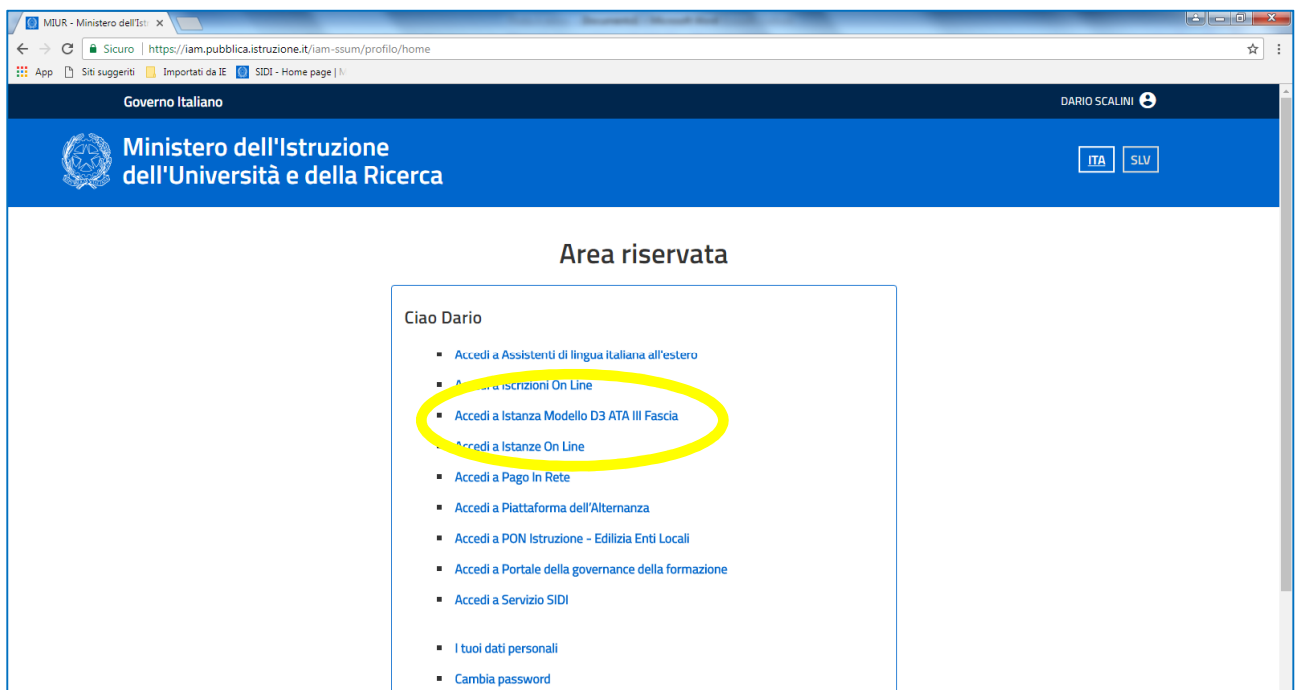 MIUR - Ministero dell'Ist
Sicuro | https://iam.pubblica.istruzione.it/iam-ssum/profilo/home
App Siti suggeriti Importati da IE SIDI - Home page |
Governo Italiano
DARIO SCALINI
Ministero dell'Istruzione
dell'Università e della Ricerca
ITA SLV
Area riservata
Ciao Dario
Accedi a Assistenti di lingua italiana all'estero
Accedi a Iscrizioni On Line
Accedi a Istanza Modello D3 ATA III Fascia
Accedi a Istanze On Line
Accedi a Pago In Rete
Accedi a Piattaforma dell'Alternanza
Accedi a PON Istruzione - Edilizia Enti Locali
Accedi a Portale della governance della formazione
Accedi a Servizio SIDI
I tuoi dati personali
Cambia password